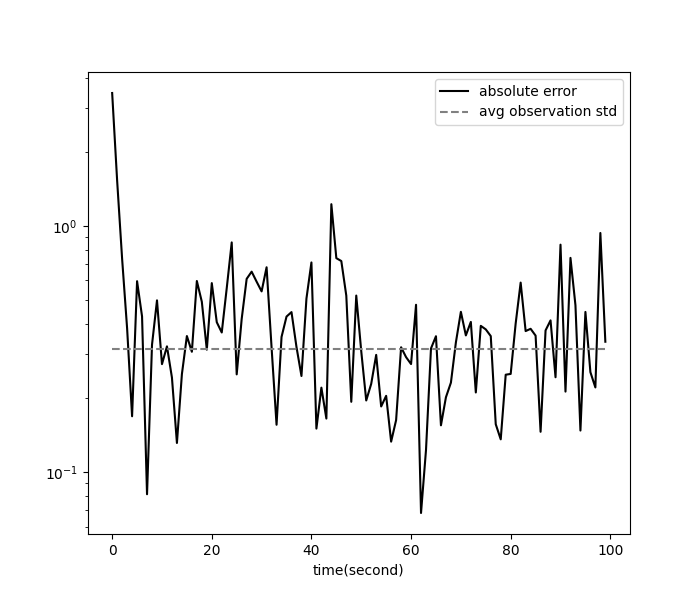 absolute error
avg observation std
10⁰
10⁻¹
0 20 40 60 80 100
time(second)